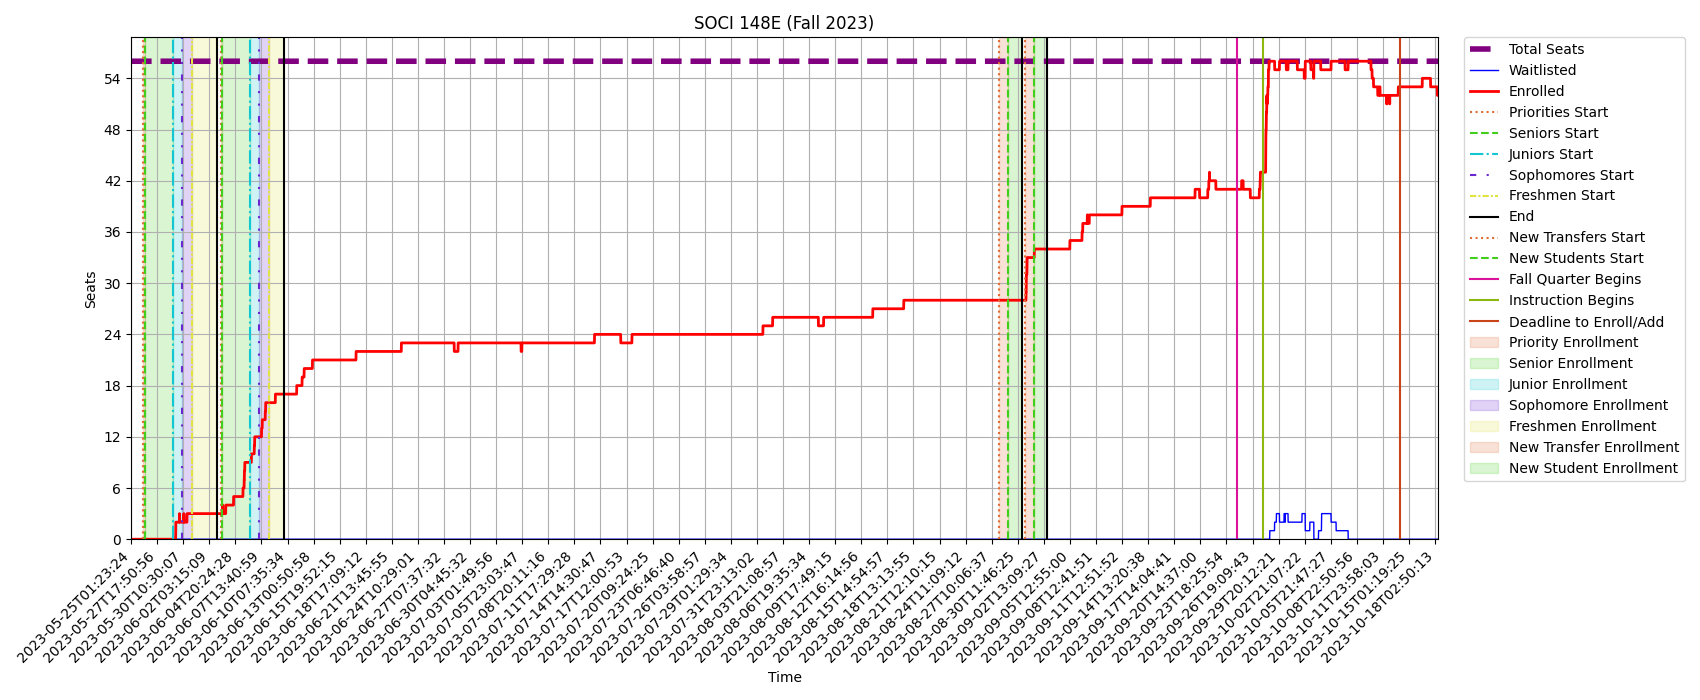 SOCI 148E (Fall 2023)
Seats
54
48
42
36
30
24
18
12
6
0
2023-05-25T01:23:24
2023-05-27T17:50:56
2023-05-30T10:30:07
2023-06-02T03:15:09
2023-06-04T20:24:28
2023-06-07T13:40:59
2023-06-10T07:35:34
2023-06-13T00:50:58
2023-06-15T19:52:15
2023-06-18T17:09:12
2023-06-21T13:45:55
2023-06-24T10:29:01
2023-06-27T07:37:32
2023-06-30T04:45:32
2023-07-03T01:49:56
2023-07-05T23:03:47
2023-07-08T20:11:16
2023-07-11T17:29:28
2023-07-14T14:30:47
2023-07-17T12:00:53
2023-07-20T09:24:25
2023-07-23T06:46:40
2023-07-26T03:58:57
2023-07-29T01:29:34
2023-07-31T23:13:02
2023-08-03T21:08:57
2023-08-06T19:35:34
2023-08-09T17:49:15
2023-08-12T16:14:56
2023-08-15T14:54:57
2023-08-18T13:13:55
2023-08-21T12:10:15
2023-08-24T11:09:12
2023-08-27T10:06:37
2023-08-30T11:46:25
2023-09-02T13:09:27
2023-09-05T12:55:00
2023-09-08T12:41:51
2023-09-11T12:51:52
2023-09-14T13:20:38
2023-09-17T14:04:41
2023-09-20T14:37:00
2023-09-23T18:25:54
2023-09-26T19:09:43
2023-09-29T20:12:21
2023-10-02T21:07:22
2023-10-05T21:47:27
2023-10-08T22:50:56
2023-10-11T23:58:03
2023-10-15T01:19:25
2023-10-18T02:50:13
Time
Total Seats
Waitlisted
Enrolled
Priorities Start
Seniors Start
Juniors Start
Sophomores Start
Freshmen Start
End
New Transfers Start
New Students Start
Fall Quarter Begins
Instruction Begins
Deadline to Enroll/Add
Priority Enrollment
Senior Enrollment
Junior Enrollment
Sophomore Enrollment
Freshmen Enrollment
New Transfer Enrollment
New Student Enrollment